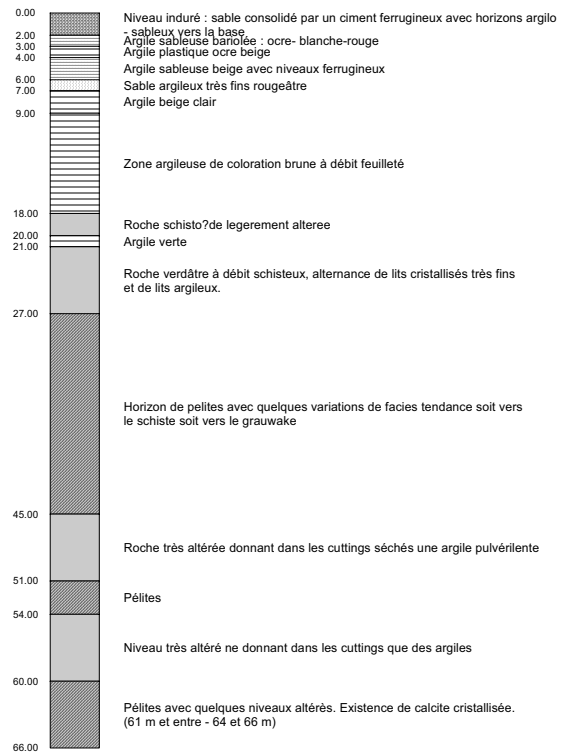 0.00
Niveau induré : sable consolidé par un ciment ferrugineux avec horizons argilo
- sableux vers la base
2.00
Argile sableuse bariolée : ocre- blanche-rouge
3.00
Argile plastique ocre beige
4.00
Argile sableuse beige avec niveaux ferrugineux
6.00
Sable argileux très fins rougeâtre
7.00
Argile beige clair
9.00
Zone argileuse de coloration brune à débit feuilleté
18.00
Roche schisto?de legerement alteree
20.00
Argile verte
21.00
Roche verdâtre à débit schisteux, alternance de lits cristallisés très fins
et de lits argileux.
27.00
Horizon de pelites avec quelques variations de facies tendance soit vers
le schiste soit vers le grauwake
45.00
Roche très altérée donnant dans les cuttings séchés une argile pulvérilente
51.00
Pélites
54.00
Niveau très altéré ne donnant dans les cuttings que des argiles
60.00
Pélites avec quelques niveaux altérès. Existence de calcite cristallisée.
(61 m et entre - 64 et 66 m)
66.00